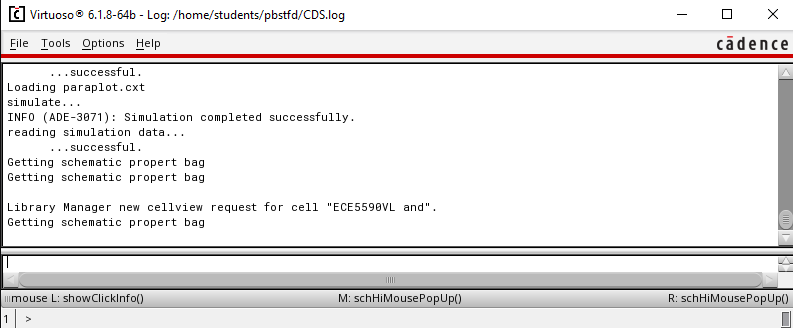 Virtuoso® 6.1.8-64b - Log: /home/students/pbstfd/CDS.log
File Tools Options Help cādence
...successful.
Loading paraplot.cxt
simulate...
INFO (ADE-3071): Simulation completed successfully.
reading simulation data...
...successful.
Getting schematic propert bag
Getting schematic propert bag
Library Manager new cellview request for cell "ECE5590VL and".
Getting schematic propert bag
mouse L: showClickInfo() M: schHiMousePopUp() R: schHiMousePopUp()
1 >